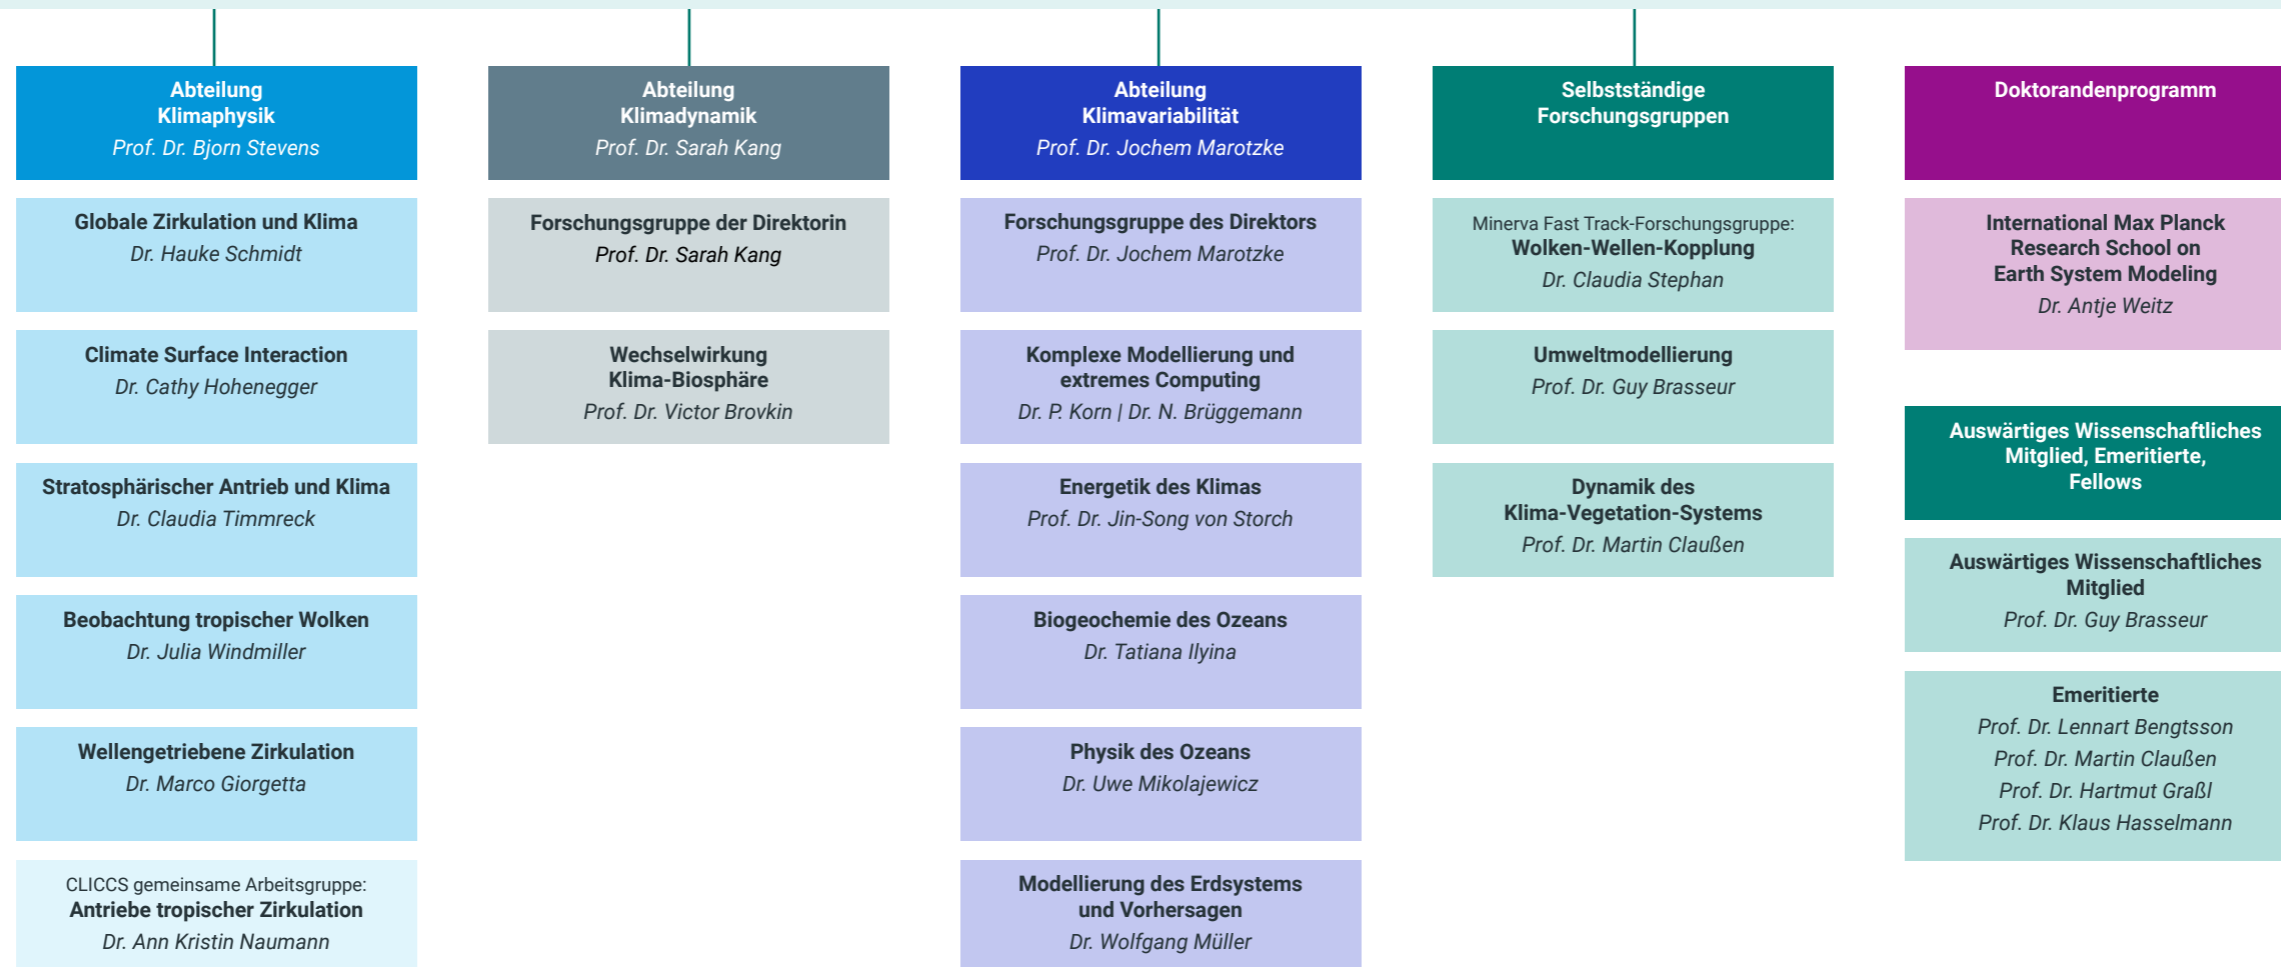 Abteilung
Klimaphysik
Prof. Dr. Bjorn Stevens
Globale Zirkulation und Klima
Dr. Hauke Schmidt
Climate Surface Interaction
Dr. Cathy Hohenegger
Stratosphärischer Antrieb und Klima
Dr. Claudia Timmreck
Beobachtung tropischer Wolken
Dr. Julia Windmiller
Wellengetriebene Zirkulation
Dr. Marco Giorgetta
CLICCS gemeinsame Arbeitsgruppe:
Antriebe tropischer Zirkulation
Dr. Ann Kristin Naumann
Abteilung
Klimadynamik
Prof. Dr. Sarah Kang
Forschungsgruppe der Direktorin
Prof. Dr. Sarah Kang
Wechselwirkung
Klima-Biosphäre
Prof. Dr. Victor Brovkin
Abteilung
Klimavariabilität
Prof. Dr. Jochem Marotzke
Forschungsgruppe des Direktors
Prof. Dr. Jochem Marotzke
Komplexe Modellierung und
extremes Computing
Dr. P. Korn | Dr. N. Brüggemann
Energetik des Klimas
Prof. Dr. Jin-Song von Storch
Biogeochemie des Ozeans
Dr. Tatiana Ilyina
Physik des Ozeans
Dr. Uwe Mikolajewicz
Modellierung des Erdsystems
und Vorhersagen
Dr. Wolfgang Müller
Selbstständige
Forschungsgruppen
Minerva Fast Track-Forschungsgruppe:
Wolken-Wellen-Kopplung
Dr. Claudia Stephan
Umweltmodellierung
Prof. Dr. Guy Brasseur
Dynamik des
Klima-Vegetation-Systems
Prof. Dr. Martin Claußen
Doktorandenprogramm
International Max Planck
Research School on
Earth System Modeling
Dr. Antje Weitz
Auswärtiges Wissenschaftliches
Mitglied, Emeritierte,
Fellows
Auswärtiges Wissenschaftliches
Mitglied
Prof. Dr. Guy Brasseur
Emeritierte
Prof. Dr. Lennart Bengtsson
Prof. Dr. Martin Claußen
Prof. Dr. Hartmut Graßl
Prof. Dr. Klaus Hasselmann